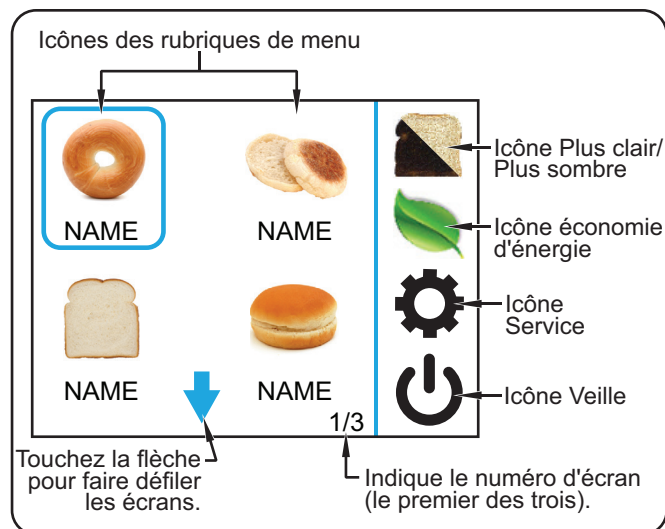 Icônes des rubriques de menu
NAME
NAME
NAME
NAME
1/3
Icône Plus clair/
Plus sombre
Icône économie
d'énergie
Icône
Service
Icône Veille
Touchez la flèche
pour faire défiler
les écrans.
Indique le numéro d'écran
(le premier des trois).